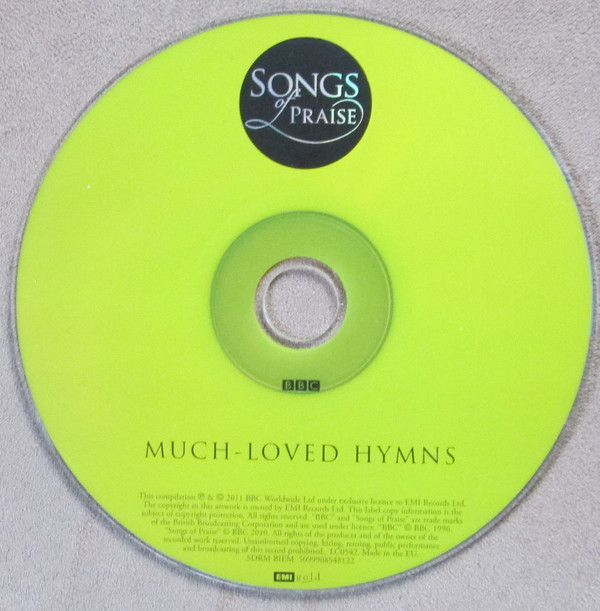 SONGS
of
PRAISE
BBC
MUCH-LOVED HYMNS
This compilation ℗ & © 2011 BBC Worldwide Ltd under exclusive licence to EMI Records Ltd.
The copyright in this artwork is created by EMI Records Ltd. This label copy information is the
subject of copyright protection. All rights reserved. "BBC" and "Songs of Praise" are trade marks
of the British Broadcasting Corporation and are used under licence. "BBC" © BBC 1996.
"Songs of Praise" © BBC 2010. All rights of the producer and of the owner of the
recorded work reserved. Unauthorised copying, hiring, renting, public performance
and broadcasting of this record prohibited. LC0542. Made in the EU
SDRM BIEM.
EMI gold